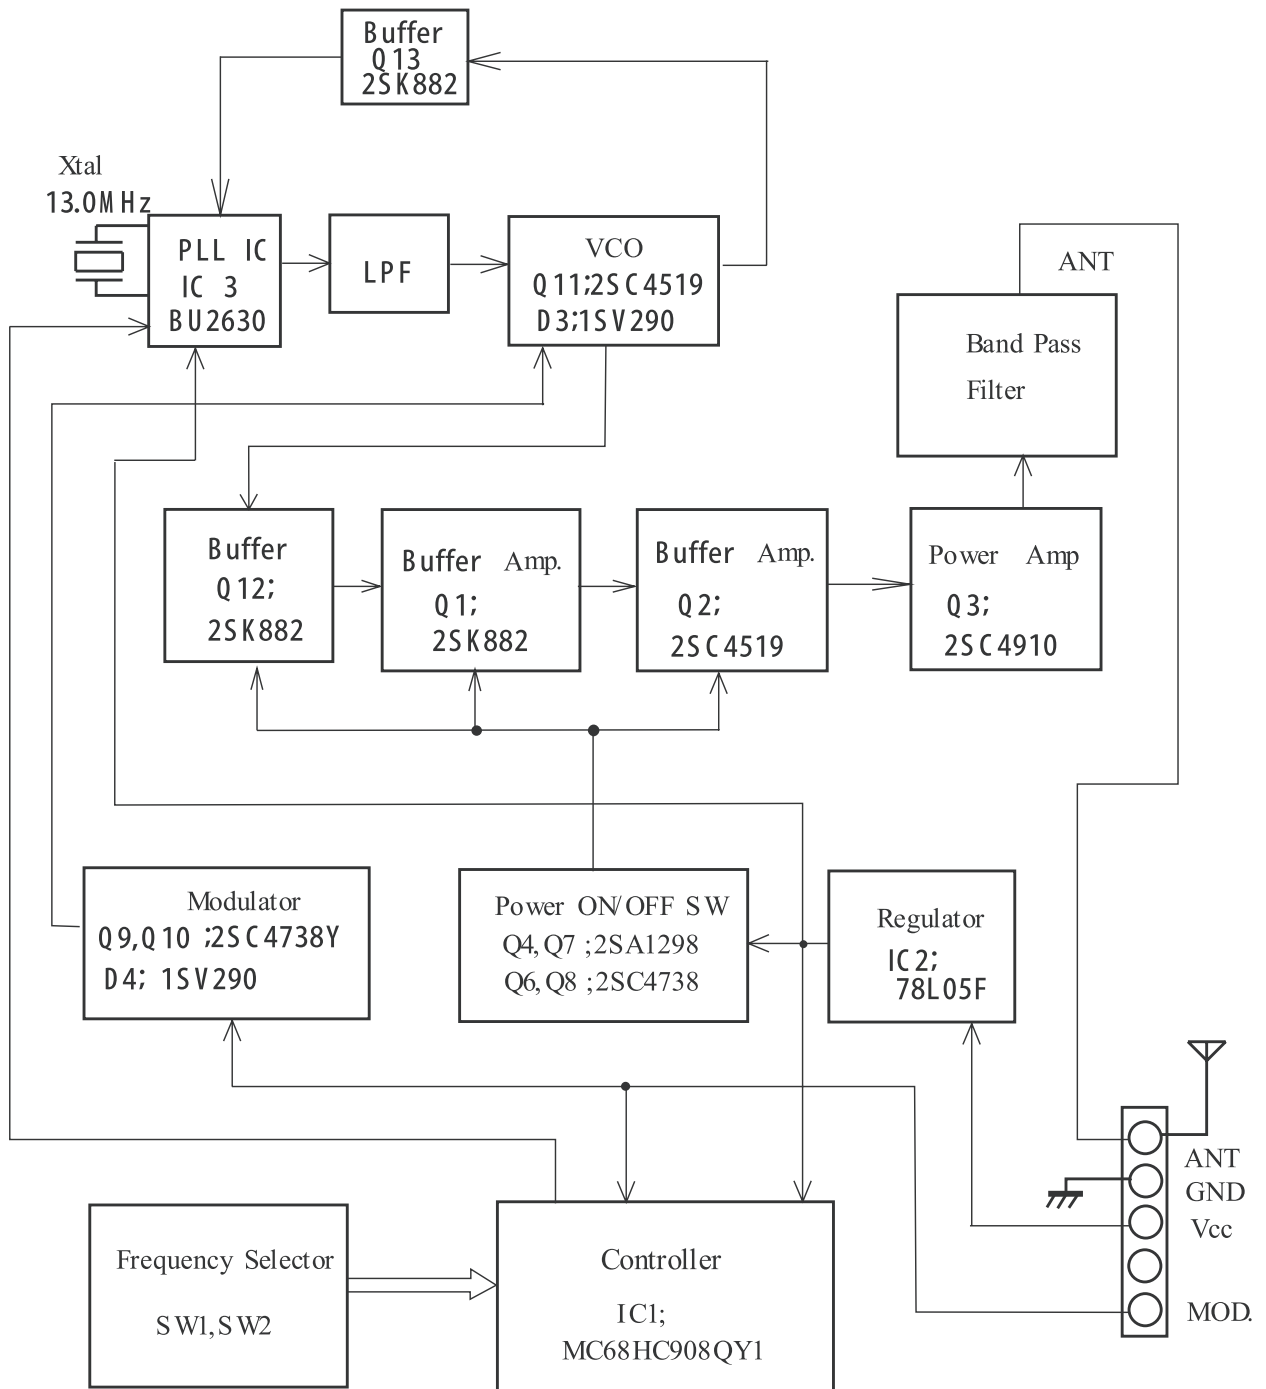 Buffer
Q13
2SK882
Xtal
13.0MHz
PLL IC
IC 3
BU2630
LPF
VCO
Q11;2SC4519
D3;1SV290
ANT
Band Pass
Filter
Buffer
Q12;
2SK882
Buffer Amp.
Q1;
2SK882
Buffer Amp.
Q2;
2SC4519
Power Amp
Q3;
2SC4910
Modulator
Q9,Q10 ;2SC4738Y
D4; 1SV290
Power ON/OFF SW
Q4,Q7 ;2SA1298
Q6,Q8 ;2SC4738
Regulator
IC2;
78L05F
ANT
GND
Vcc
MOD.
Frequency Selector
SW1,SW2
Controller
IC1;
MC68HC908QY1